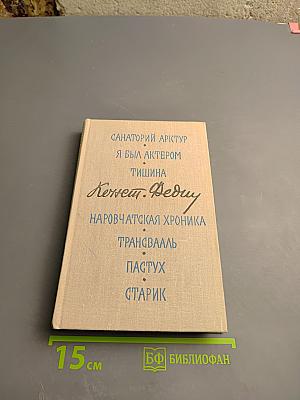 САНАТОРИЙ АРКТУР
Я БЫЛ АКТЕРОМ
ТИШИНА
Конст. Федин
НАРОВЧАТСКАЯ ХРОНИКА
ТРАНСВААЛЬ
ПАСТУХ
СТАРИК
15 см
БФ БИБЛИОФАН